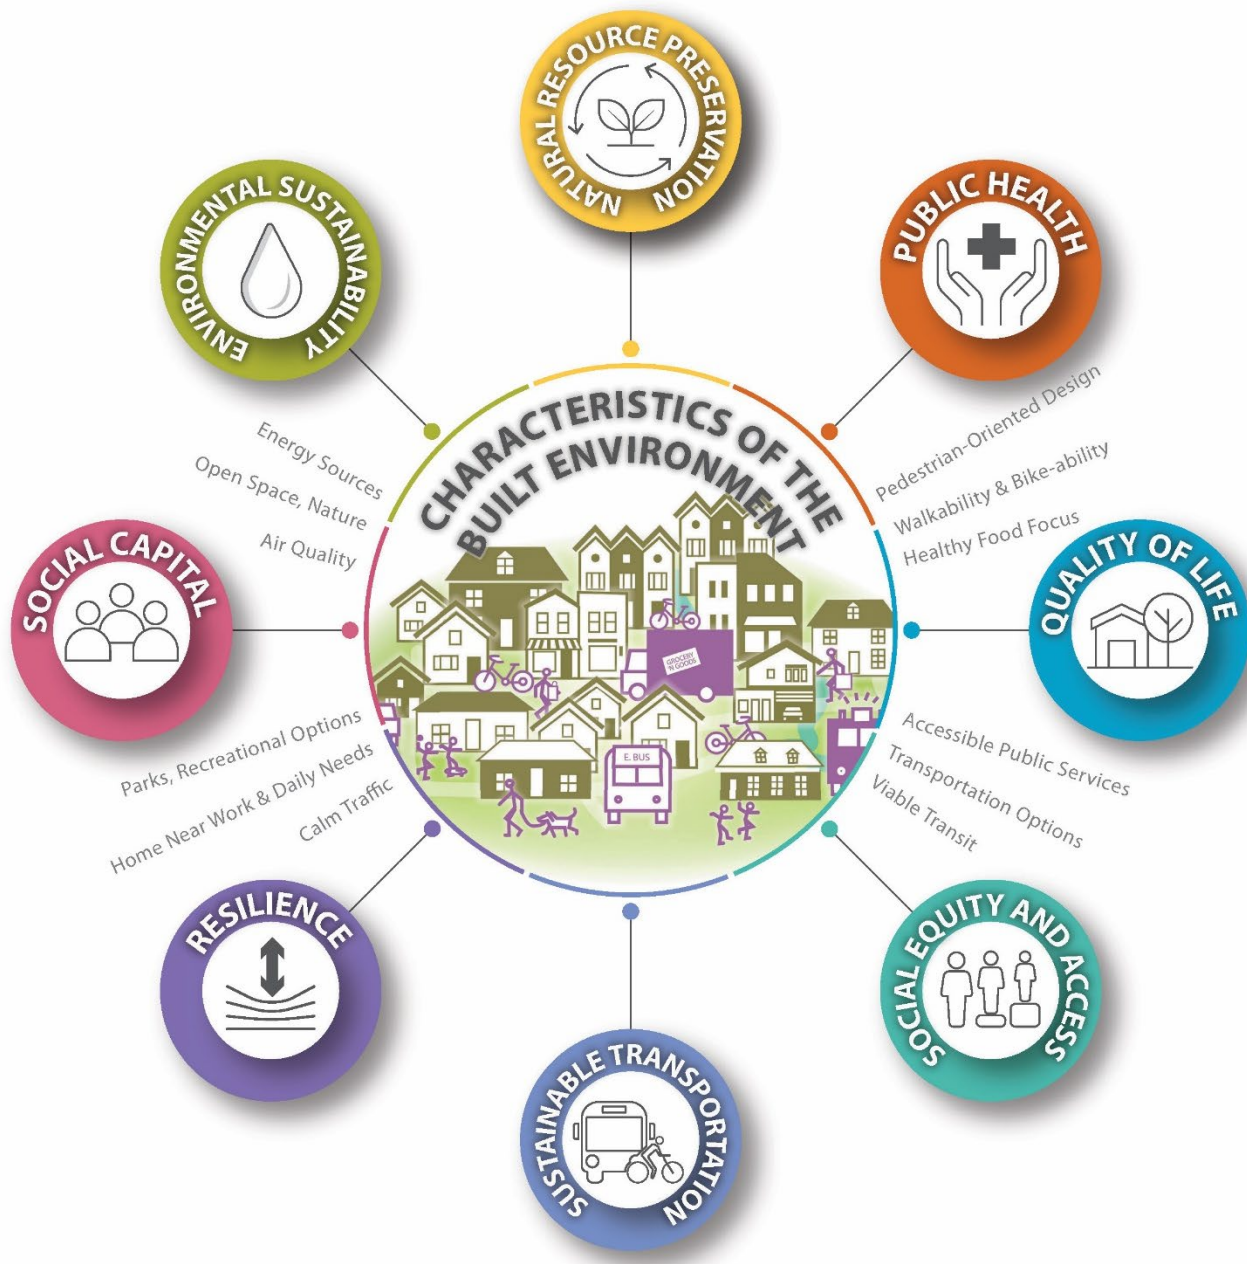 NATURAL RESOURCE PRESERVATION
ENVIRONMENTAL SUSTAINABILITY
PUBLIC HEALTH
CHARACTERISTICS OF THE
BUILT ENVIRONMENT
Energy Sources
Open Space, Nature
Air Quality
Pedestrian-Oriented Design
Walkability & Bike-ability
Healthy Food Focus
SOCIAL CAPITAL
QUALITY OF LIFE
GROCERY
'N GOODS
E. BUS
Parks, Recreational Options
Home Near Work & Daily Needs
Calm Traffic
Accessible Public Services
Transportation Options
Viable Transit
RESILIENCE
SOCIAL EQUITY AND ACCESS
SUSTAINABLE TRANSPORTATION